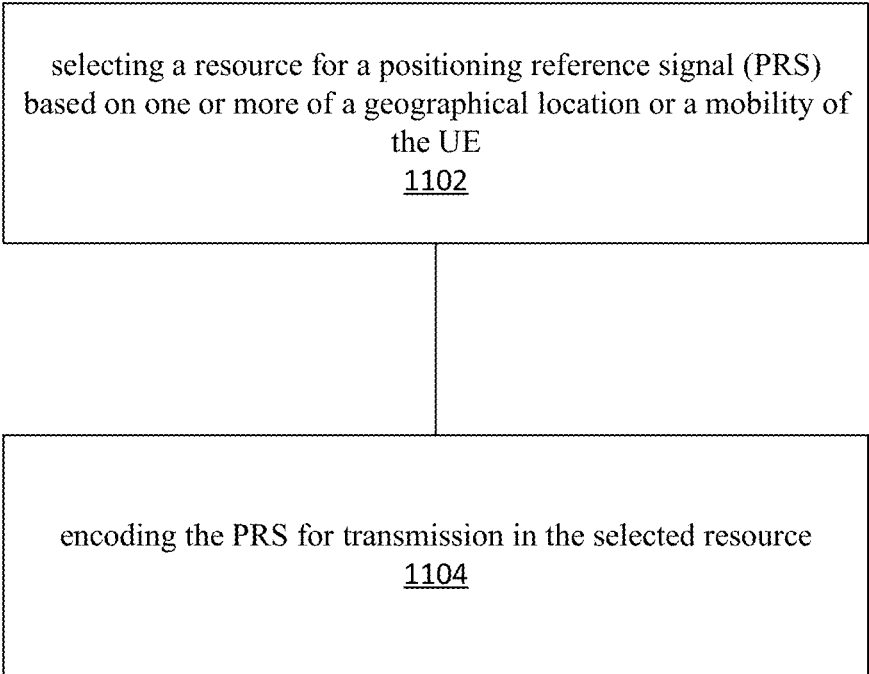 selecting a resource for a positioning reference signal (PRS)
based on one or more of a geographical location or a mobility of
the UE
1102
encoding the PRS for transmission in the selected resource
1104